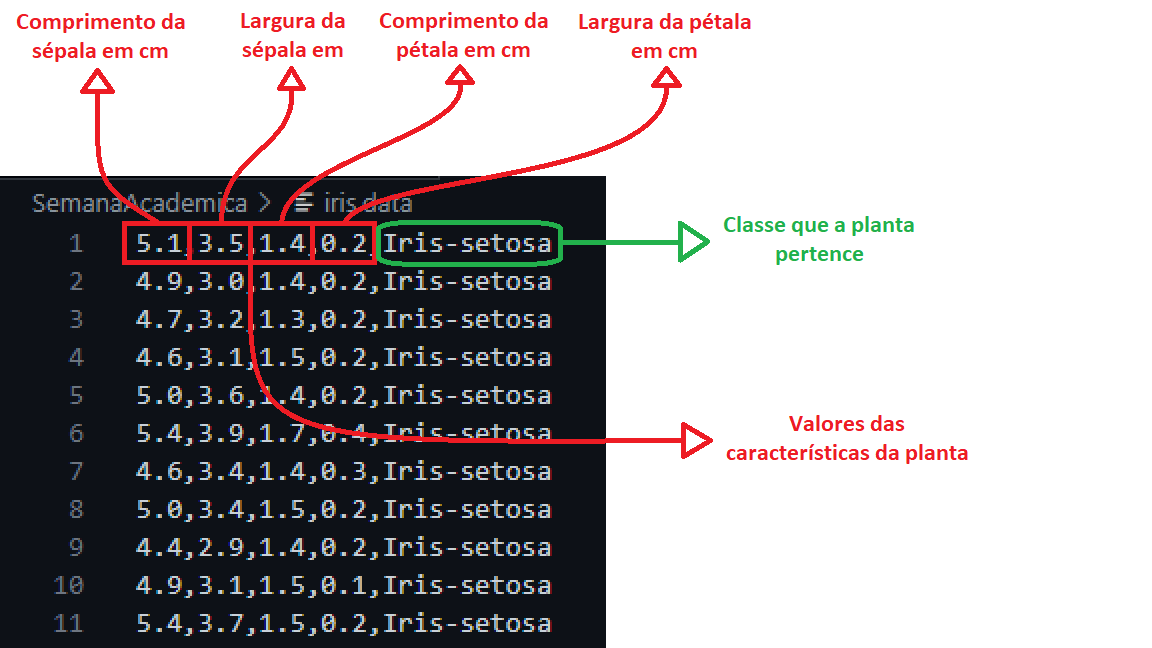 Comprimento da
sépala em cm
Largura da
sépala em
Comprimento da
pétala em cm
Largura da pétala
em cm
SemanaAcademica > iris.data
1 5.1,3.5,1.4,0.2,Iris-setosa
2 4.9,3.0,1.4,0.2,Iris-setosa
3 4.7,3.2,1.3,0.2,Iris-setosa
4 4.6,3.1,1.5,0.2,Iris-setosa
5 5.0,3.6,1.4,0.2,Iris-setosa
6 5.4,3.9,1.7,0.4,Iris-setosa
7 4.6,3.4,1.4,0.3,Iris-setosa
8 5.0,3.4,1.5,0.2,Iris-setosa
9 4.4,2.9,1.4,0.2,Iris-setosa
10 4.9,3.1,1.5,0.1,Iris-setosa
11 5.4,3.7,1.5,0.2,Iris-setosa
Classe que a planta
pertence
Valores das
características da planta